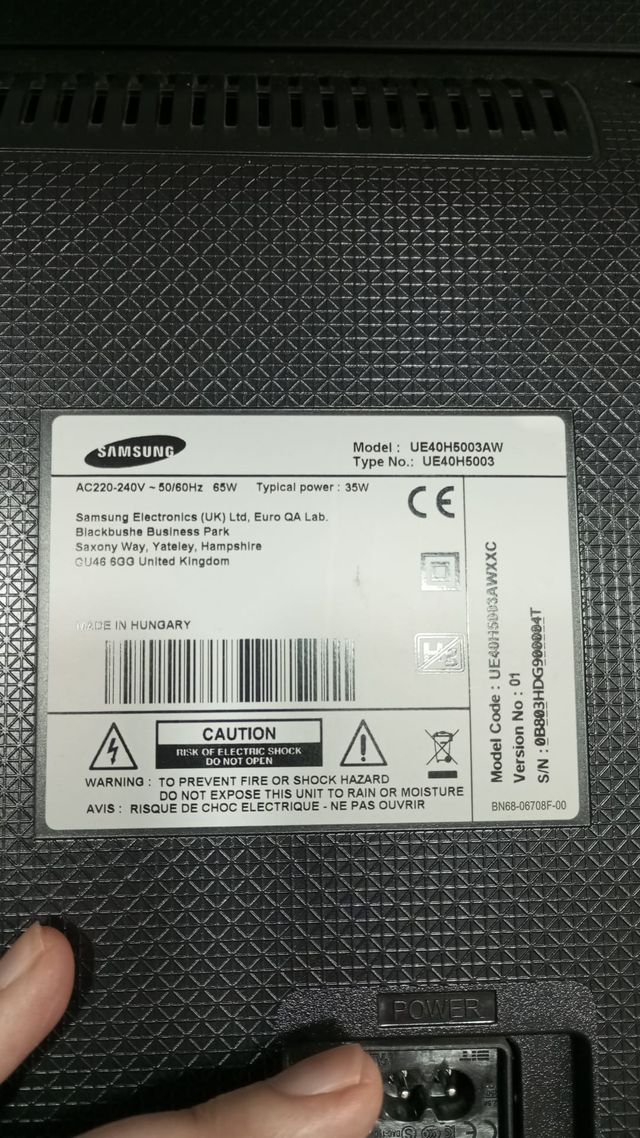 SAMSUNG
Model : UE40H5003AW
Type No.: UE40H5003
AC220-240V ~ 50/60Hz 65W Typical power : 35W
Samsung Electronics (UK) Ltd, Euro QA Lab.
Blackbushe Business Park
Saxony Way, Yateley, Hampshire
GU46 6GG United Kingdom
MADE IN HUNGARY
CE
CAUTION
RISK OF ELECTRIC SHOCK
DO NOT OPEN
WARNING : TO PREVENT FIRE OR SHOCK HAZARD
DO NOT EXPOSE THIS UNIT TO RAIN OR MOISTURE
AVIS : RISQUE DE CHOC ELECTRIQUE - NE PAS OUVRIR
Model Code : UE40H5003AWXXC
Version No : 01
S/N : 0B803HDG900004T
BN68-06708F-00
POWER